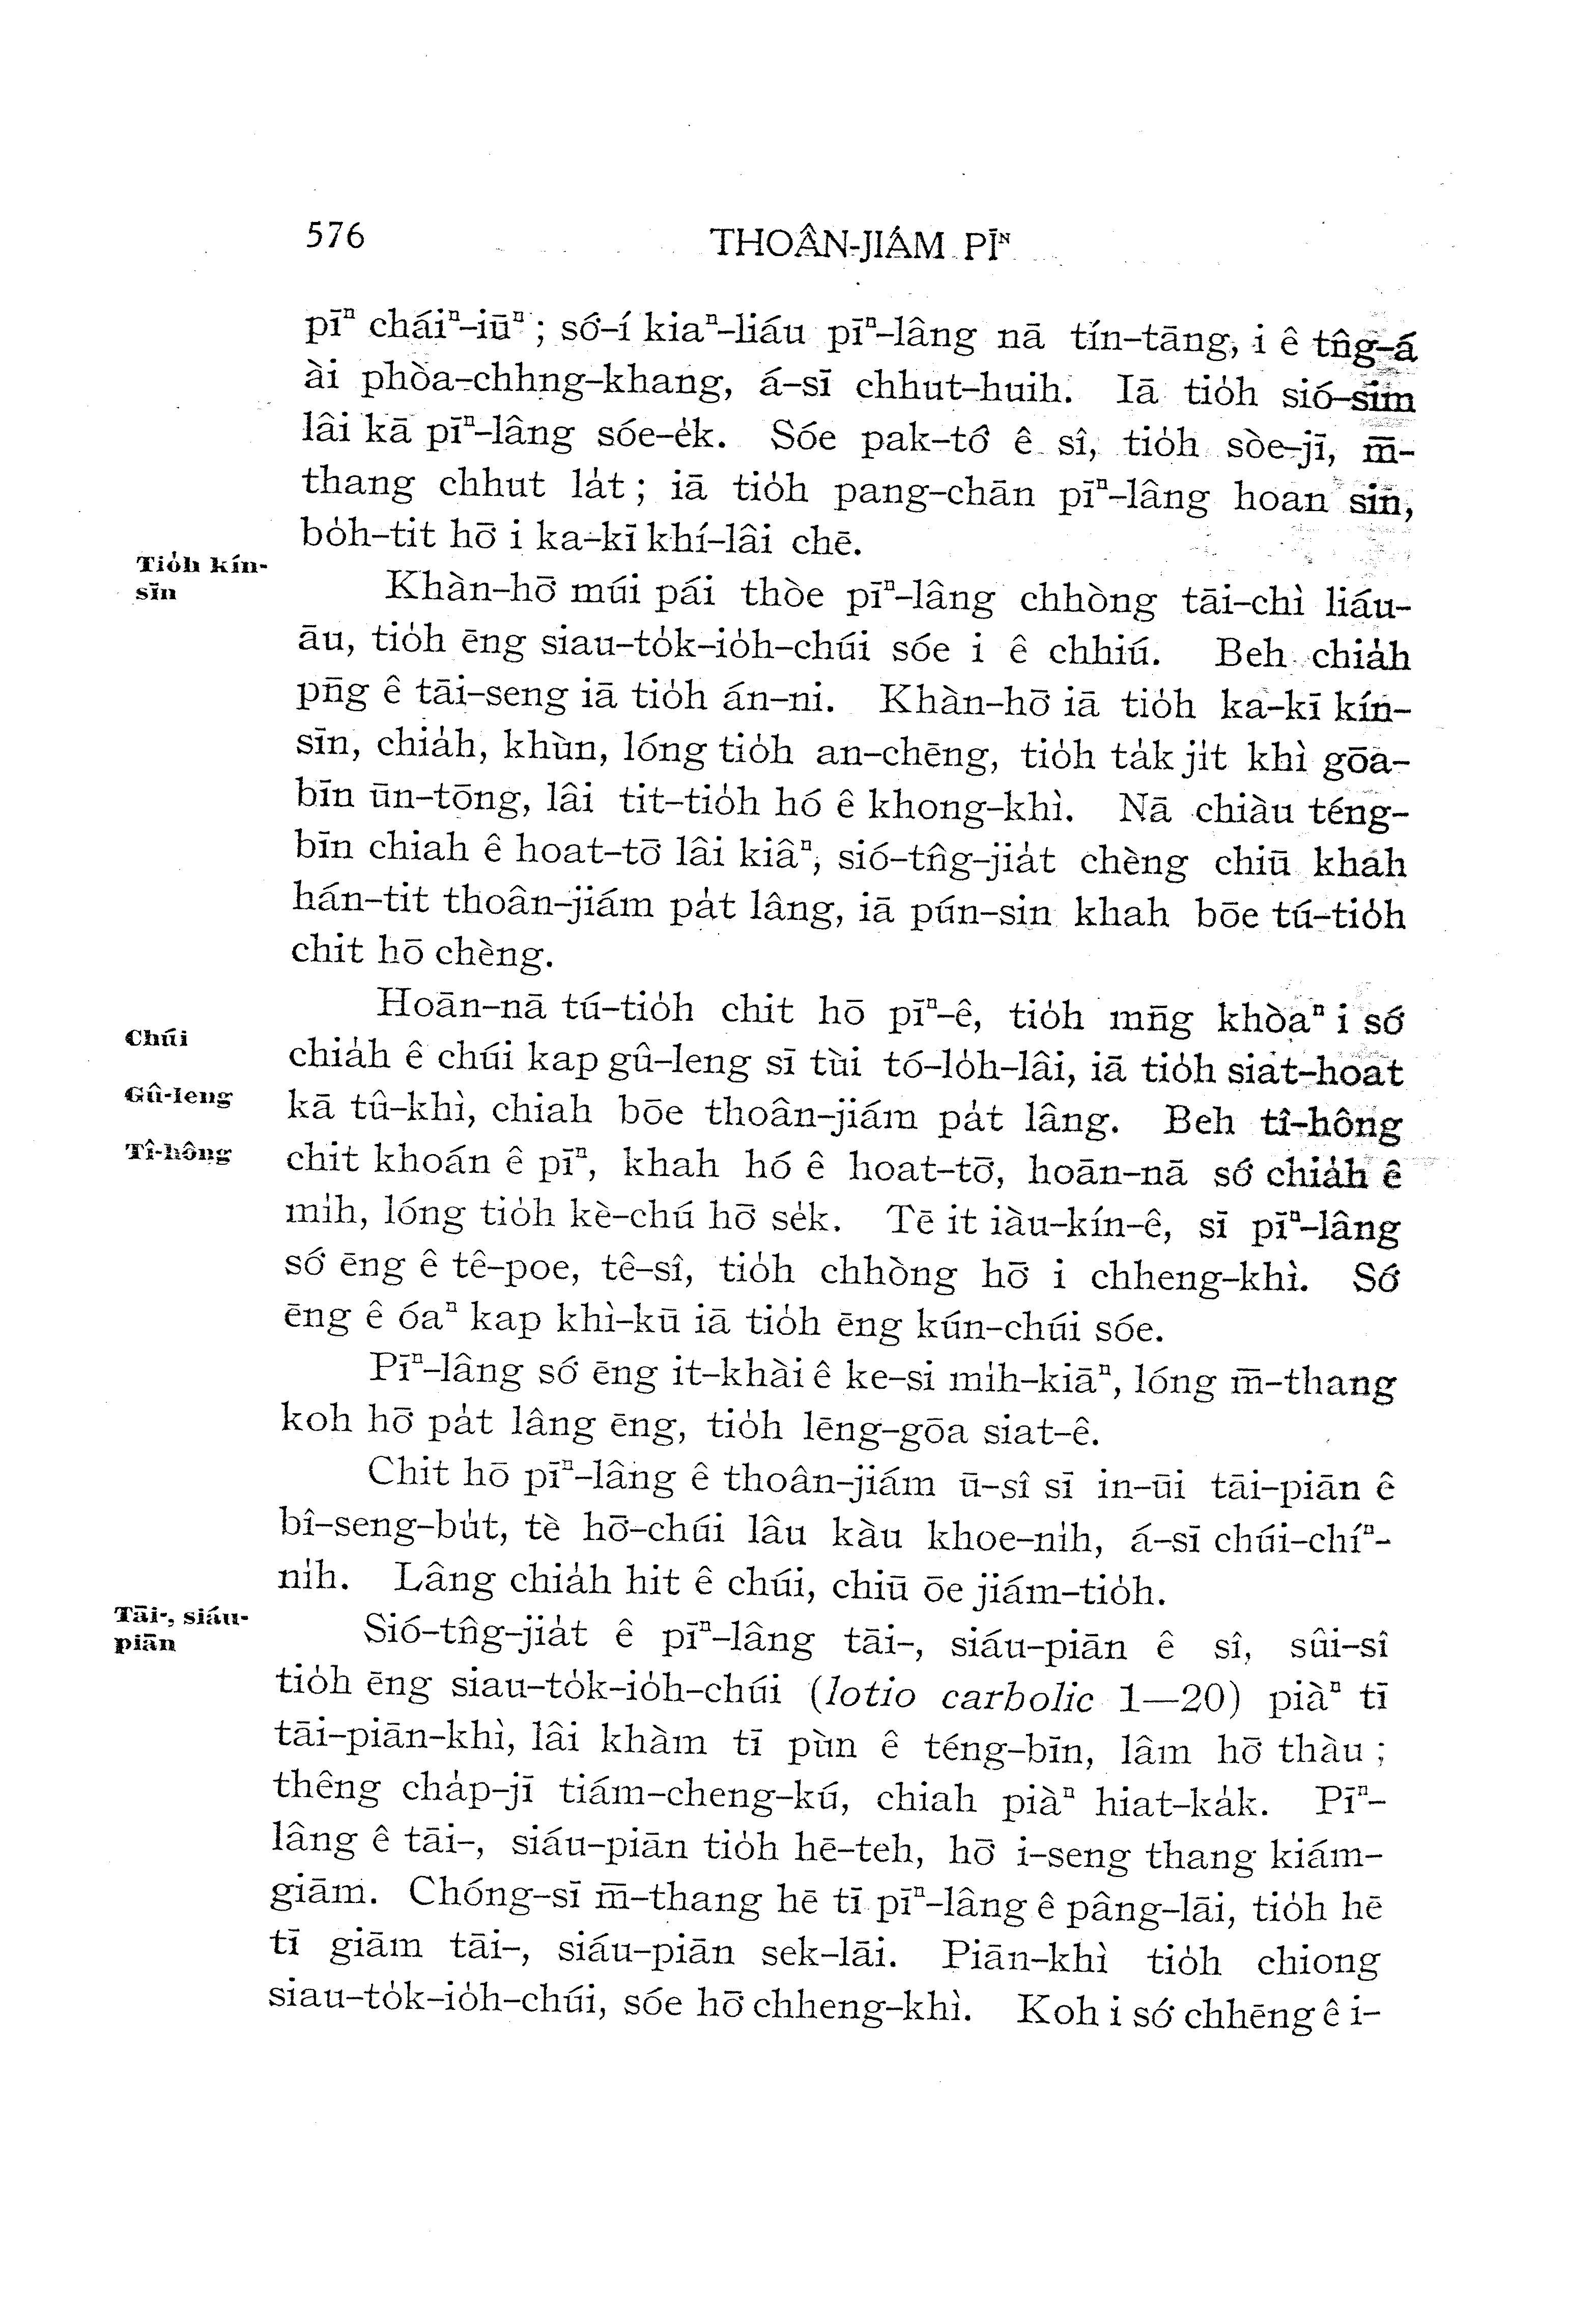 576
THOÂN-JIÁM PĪᴺ
pīⁿ cháiⁿ-iūⁿ; só͘-í kiaⁿ-liáu pīⁿ-lâng nā tín-tāng, i ê tn̂g-á
ài phòa-chhng-khang, á-sī chhut-huih. Iā tio̍h sió-sim
lâi kā pīⁿ-lâng sóe-e̍k. Sóe pak-tó͘ ê sî, tio̍h sòe-jī, m̄-
thang chhut la̍t; iā tio̍h pang-chān pīⁿ-lâng hoan sin,
bo̍h-tit hō͘ i ka-kī khí-lâi chē.
Tio̍h kín-
sīn
Khàn-hō͘ múi pái thòe pīⁿ-lâng chhòng tāi-chì liáu-
āu, tio̍h ēng siau-to̍k-io̍h-chúi sóe i ê chhiú. Beh chia̍h
pn̄g ê tāi-seng iā tio̍h án-ni. Khàn-hō͘ iā tio̍h ka-kī kín-
sīn, chia̍h, khùn, lóng tio̍h an-chēng, tio̍h ta̍k ji̍t khì gōa-
bīn ūn-tōng, lâi tit-tio̍h hó ê khong-khì. Nā chiàu téng-
bīn chiah ê hoat-tō͘ lâi kiâⁿ, sió-tn̂g-jia̍t chèng chiū khah
hán-tit thoân-jiám pa̍t lâng, iā pún-sin khah bōe tú-tio̍h
chit hō chèng.
Hoān-nā tú-tio̍h chit hō pīⁿ-ê, tio̍h mn̄g khòaⁿ i só͘
Chúi
chia̍h ê chúi kap gû-leng sī tùi tó-lo̍h-lâi, iā tio̍h siat-hoat
Gû-leng
kā tû-khì, chiah bōe thoân-jiám pa̍t lâng. Beh tî-hông
Tî-hông
chit khoán ê pīⁿ, khah hó ê hoat-tō͘, hoān-nā só͘ chia̍h ê
mi̍h, lóng tio̍h kè-chú hō͘ se̍k. Tē it iàu-kín-ê, sī pīⁿ-lâng
só͘ ēng ê tê-poe, tê-sî, tio̍h chhòng hō͘ i chheng-khì. Só͘
ēng ê óaⁿ kap khì-kū iā tio̍h ēng kún-chúi sóe.
Pīⁿ-lâng só͘ ēng it-khài ê ke-si mi̍h-kiāⁿ, lóng m̄-thang
koh hō͘ pa̍t lâng ēng, tio̍h lēng-gōa siat-ê.
Chit hō pīⁿ-lâng ê thoân-jiám ū-sî sī in-ūi tāi-piān ê
bî-seng-bu̍t, tè hō͘-chúi lâu kàu khoe-ni̍h, á-sī chúi-chíⁿ-
ni̍h. Lâng chia̍h hit ê chúi, chiū ōe jiám-tio̍h.
Tāi-, siáu-
piān
Sió-tn̂g-jia̍t ê pīⁿ-lâng tāi-, siáu-piān ê sî, sûi-sî
tio̍h ēng siau-to̍k-io̍h-chúi (lotio carbolic 1—20) piàⁿ tī
tāi-piān-khì, lâi khàm tī pùn ê téng-bīn, lâm hō͘ thàu;
thêng cha̍p-jī tiám-cheng-kú, chiah piàⁿ hiat-ka̍k. Pīⁿ-
lâng ê tāi-, siáu-piān tio̍h hē-teh, hō͘ i-seng thang kiám-
giām. Chóng-sī m̄-thang hē tī pīⁿ-lâng ê pâng-lāi, tio̍h hē
tī giām tāi-, siáu-piān sek-lāi. Piān-khì tio̍h chiong
siau-to̍k-io̍h-chúi, sóe hō͘ chheng-khì. Koh i só͘ chhēng ê i-